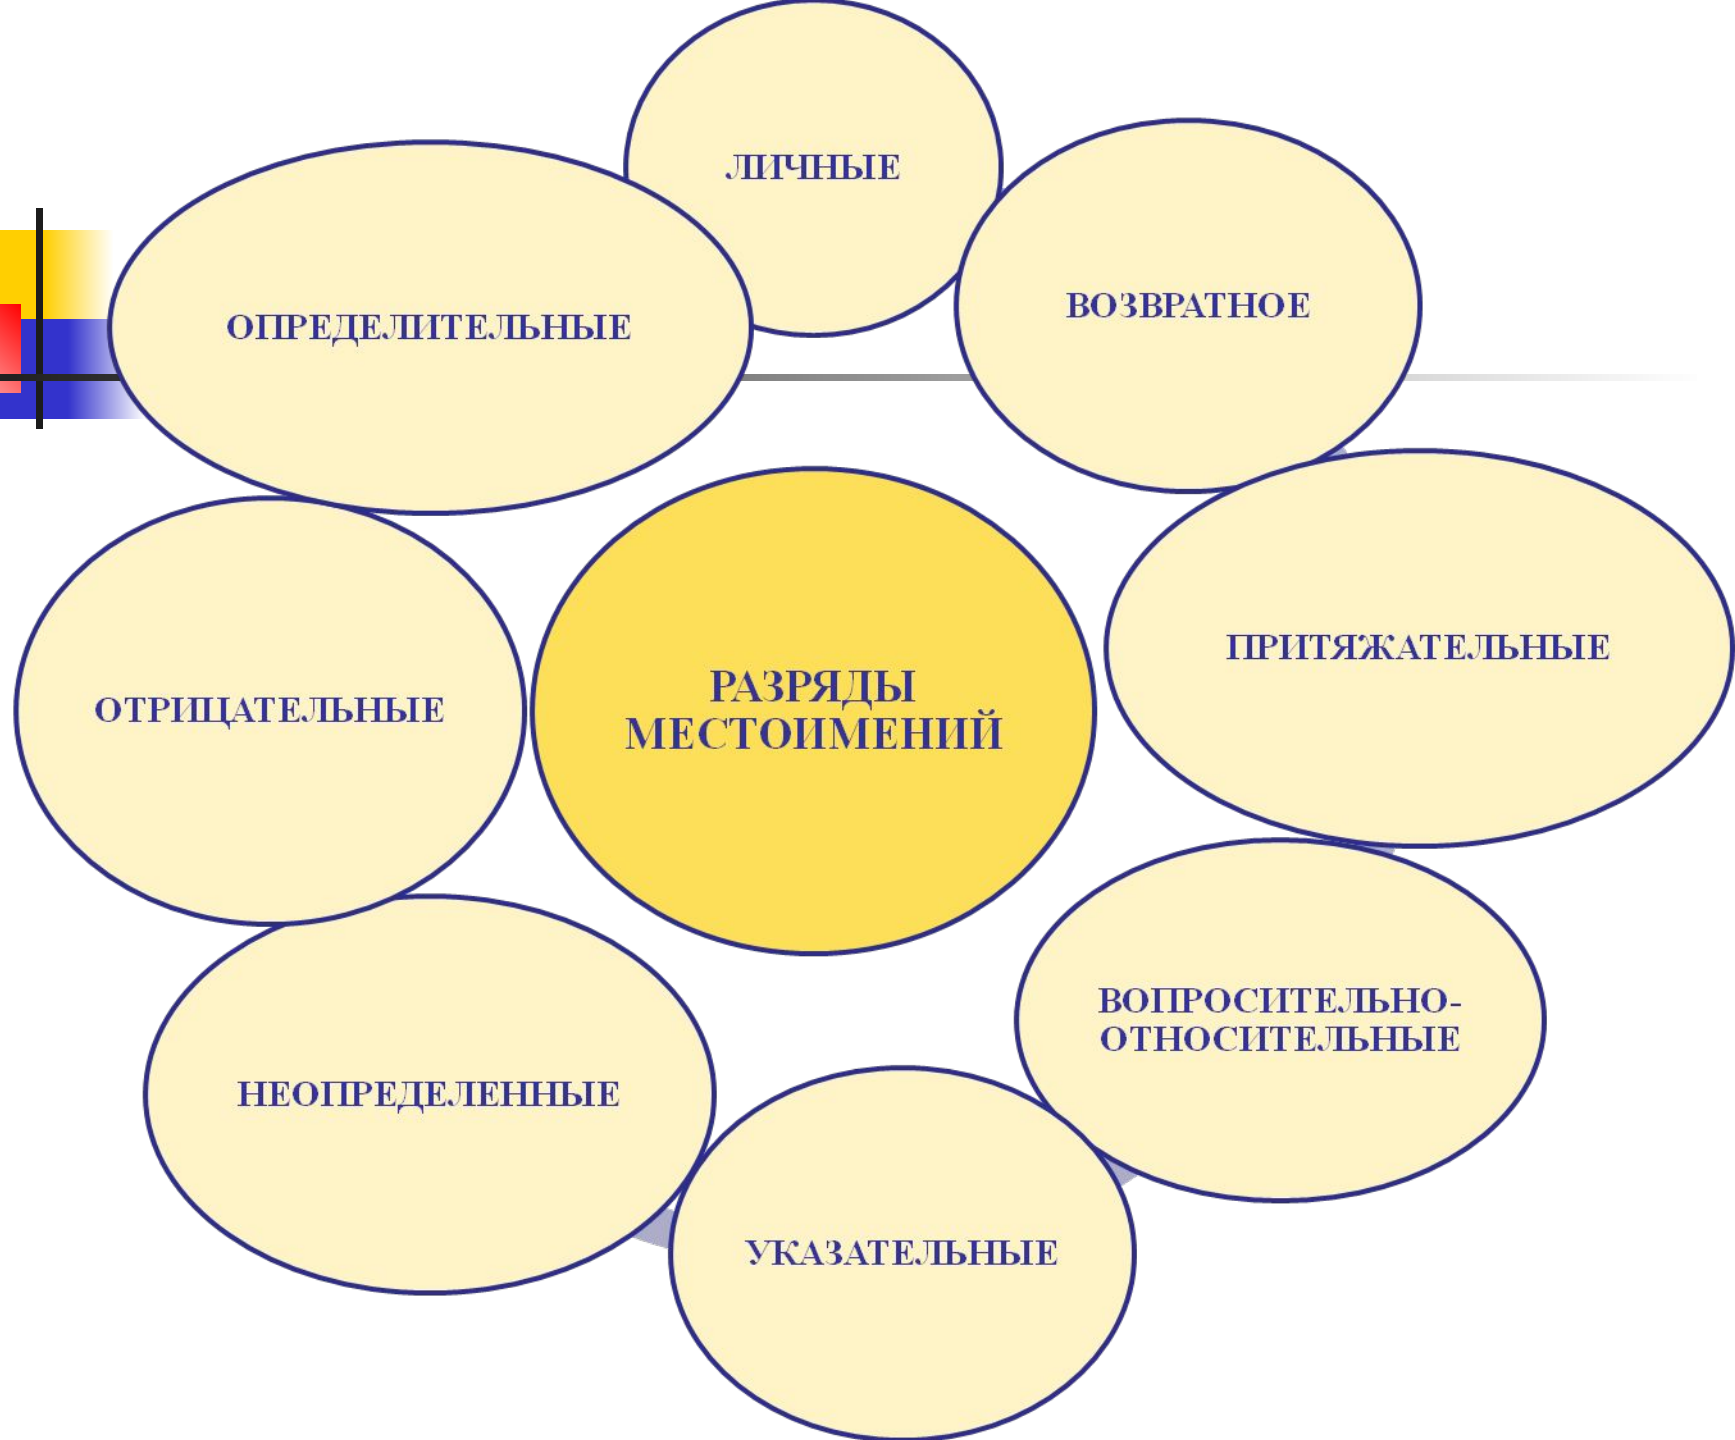 ЛИЧНЫЕ
ВОЗВРАТНОЕ
ОПРЕДЕЛИТЕЛЬНЫЕ
ПРИТЯЖАТЕЛЬНЫЕ
РАЗРЯДЫ
МЕСТОИМЕНИЙ
ОТРИЦАТЕЛЬНЫЕ
ВОПРОСИТЕЛЬНО-
ОТНОСИТЕЛЬНЫЕ
НЕОПРЕДЕЛЕННЫЕ
УКАЗАТЕЛЬНЫЕ